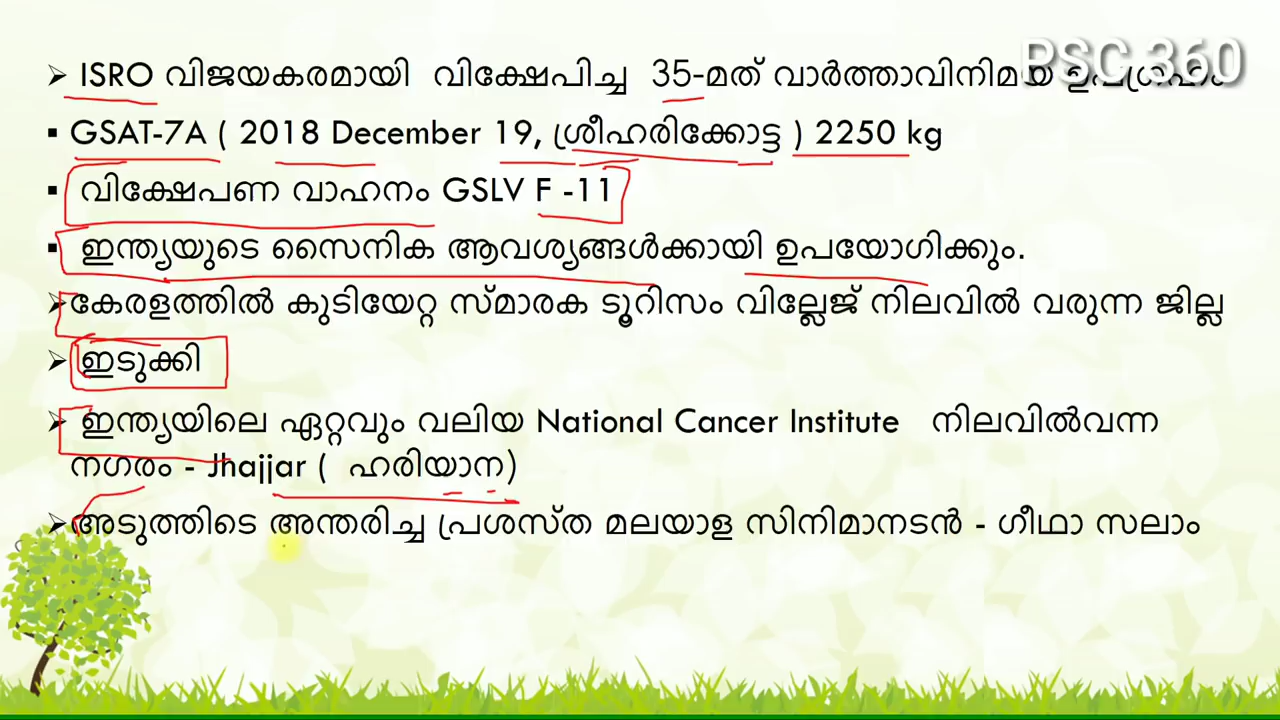 PSC 360
➢ ISRO വിജയകരമായി വിക്ഷേപിച്ച 35-മത് വാർത്താവിനിമയ ഉപഗ്രഹം
▪ GSAT-7A ( 2018 December 19, ശ്രീഹരിക്കോട്ട ) 2250 kg
▪ വിക്ഷേപണ വാഹനം GSLV F -11
▪ ഇന്ത്യയുടെ സൈനിക ആവശ്യങ്ങൾക്കായി ഉപയോഗിക്കും.
➢ കേരളത്തിൽ കുടിയേറ്റ സ്മാരക ടൂറിസം വില്ലേജ് നിലവിൽ വരുന്ന ജില്ല
➢ ഇടുക്കി
➢ ഇന്ത്യയിലെ ഏറ്റവും വലിയ National Cancer Institute നിലവിൽവന്ന
നഗരം - Jhajjar ( ഹരിയാന)
➢ അടുത്തിടെ അന്തരിച്ച പ്രശസ്ത മലയാള സിനിമാനടൻ - ഗീഥാ സലാം